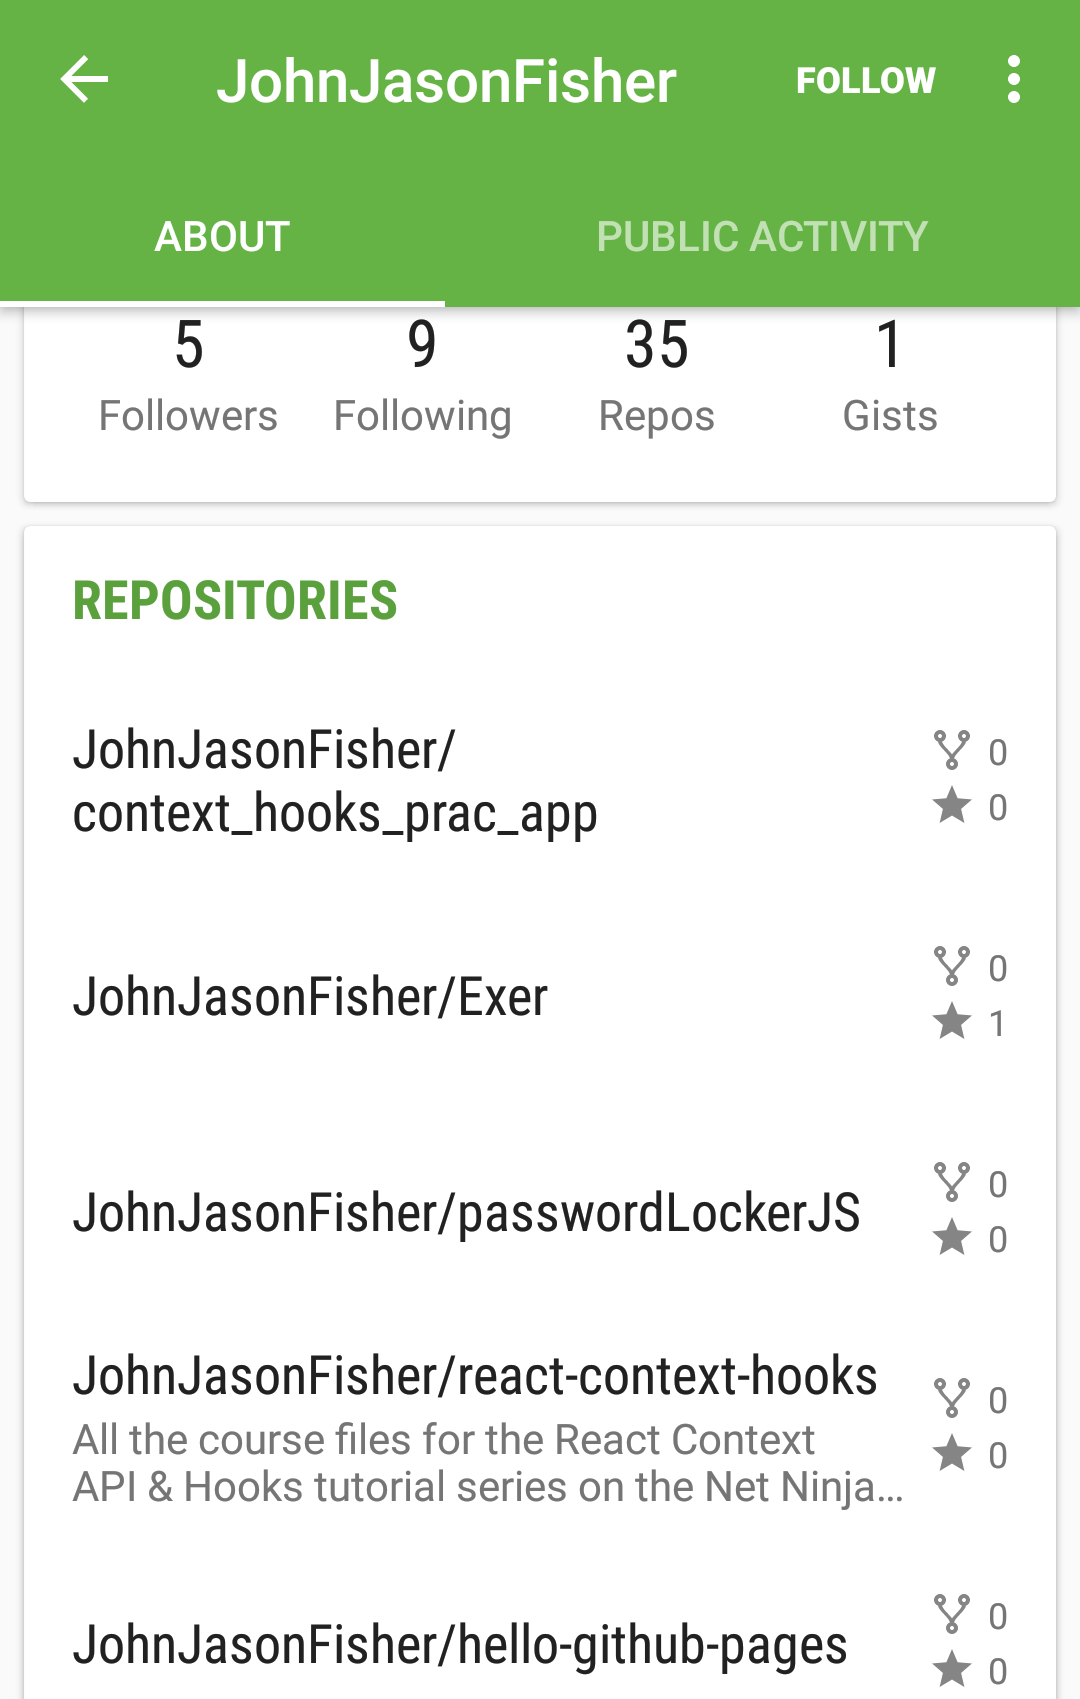 JohnJasonFisher FOLLOW
ABOUT PUBLIC ACTIVITY
5 9 35 1
Followers Following Repos Gists
REPOSITORIES
JohnJasonFisher/
context_hooks_prac_app
0
0
JohnJasonFisher/Exer
0
1
JohnJasonFisher/passwordLockerJS
0
0
JohnJasonFisher/react-context-hooks
All the course files for the React Context
API & Hooks tutorial series on the Net Ninja...
0
0
JohnJasonFisher/hello-github-pages
0
0